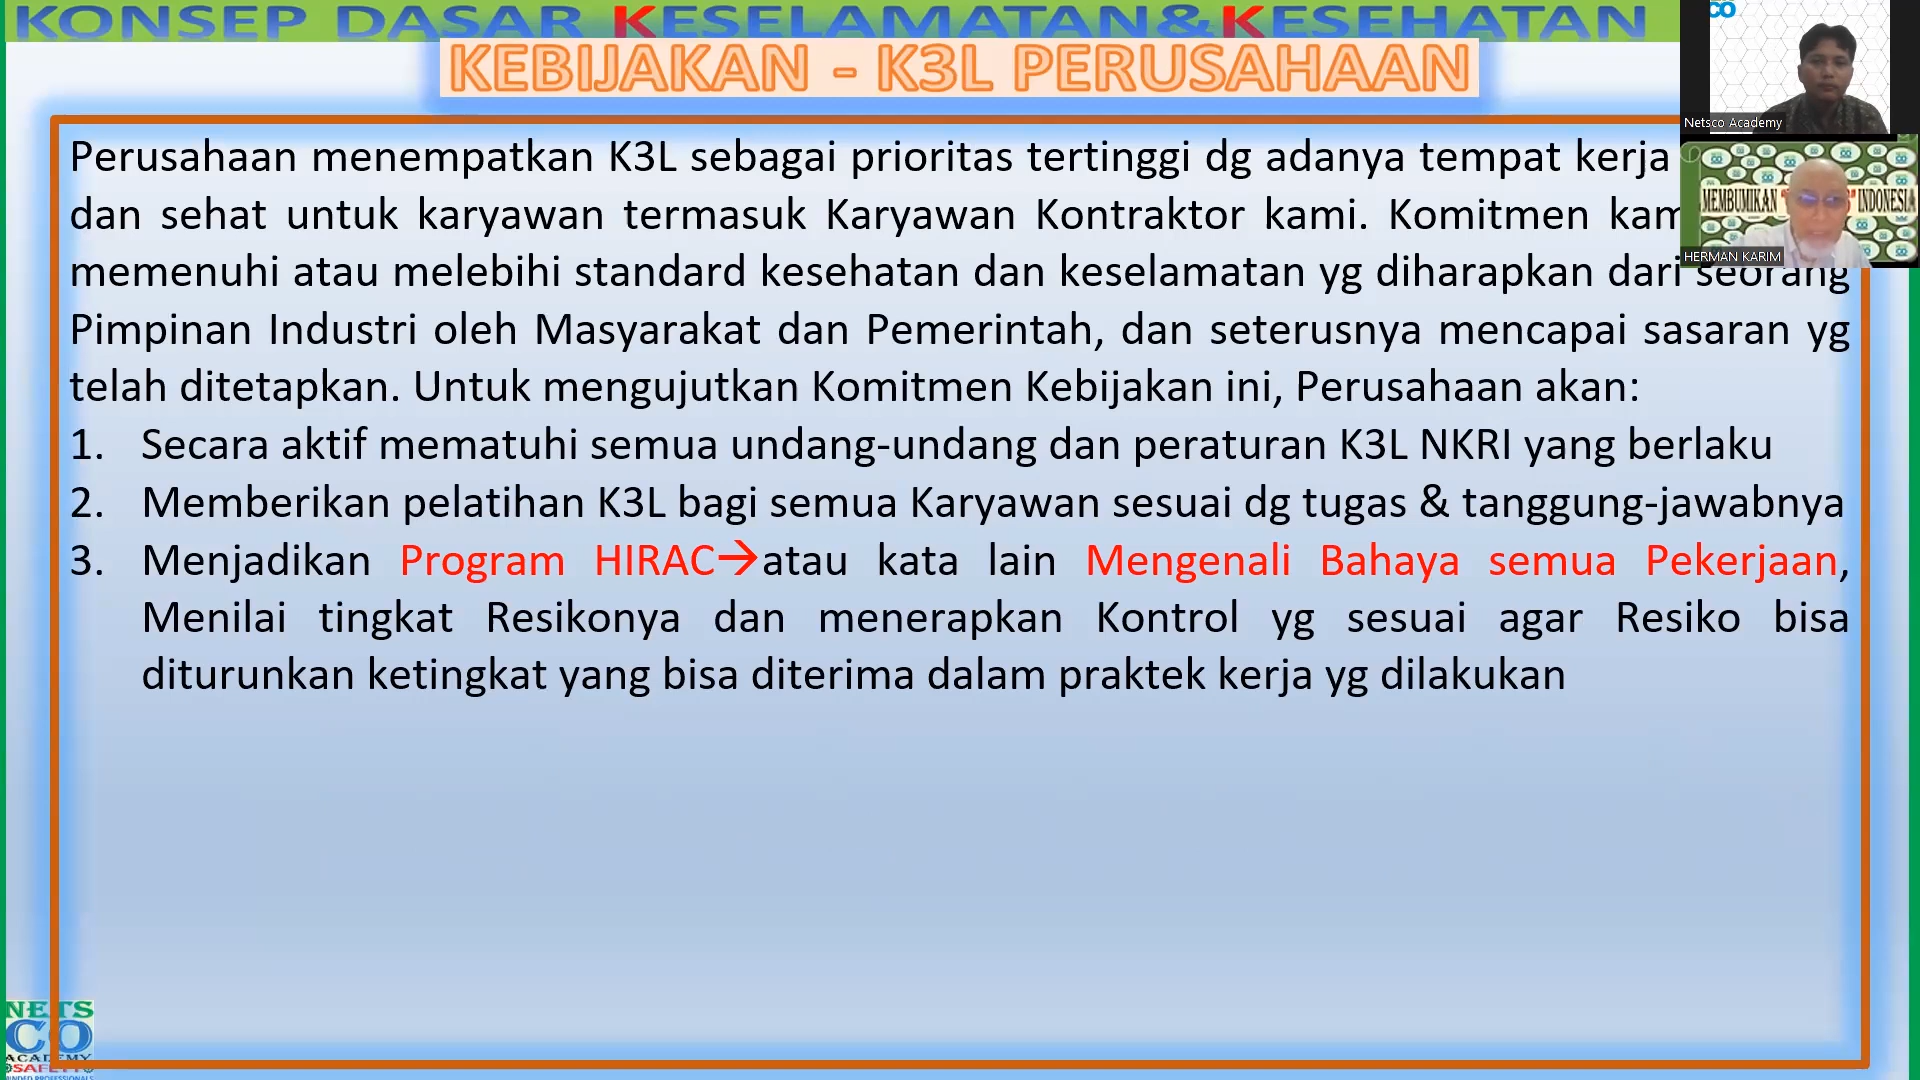 KONSEP DASAR KESELAMATAN&KESEHATAN
KEBIJAKAN - K3L PERUSAHAAN
CO
Netsco Academy
MEMBUMIKAN INDONESIA
HERMAN KARIM
Perusahaan menempatkan K3L sebagai prioritas tertinggi dg adanya tempat kerja
dan sehat untuk karyawan termasuk Karyawan Kontraktor kami. Komitmen kam
memenuhi atau melebihi standard kesehatan dan keselamatan yg diharapkan dari seorang
Pimpinan Industri oleh Masyarakat dan Pemerintah, dan seterusnya mencapai sasaran yg
telah ditetapkan. Untuk mengujutkan Komitmen Kebijakan ini, Perusahaan akan:
1. Secara aktif mematuhi semua undang-undang dan peraturan K3L NKRI yang berlaku
2. Memberikan pelatihan K3L bagi semua Karyawan sesuai dg tugas & tanggung-jawabnya
3. Menjadikan Program HIRAC→atau kata lain Mengenali Bahaya semua Pekerjaan,
Menilai tingkat Resikonya dan menerapkan Kontrol yg sesuai agar Resiko bisa
diturunkan ketingkat yang bisa diterima dalam praktek kerja yg dilakukan
NETS
CO
ACADEMY
SAFETY
MINDED PROFESSIONALS